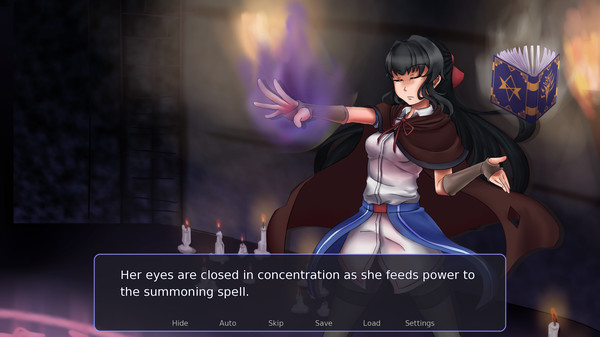 Her eyes are closed in concentration as she feeds power to
the summoning spell.
Hide Auto Skip Save Load Settings